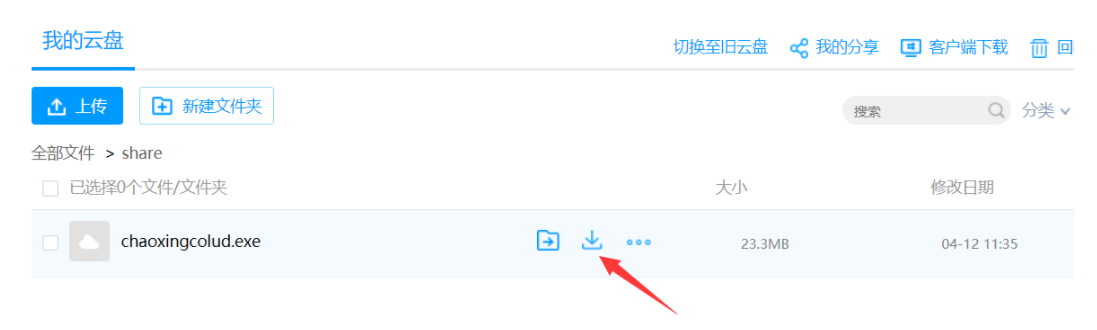 我的云盘
切换至旧云盘 我的分享 客户端下载 回
上传 新建文件夹
搜索 分类
全部文件 > share
已选择0个文件/文件夹 大小 修改日期
chaoxingcolud.exe 23.3MB 04-12 11:35